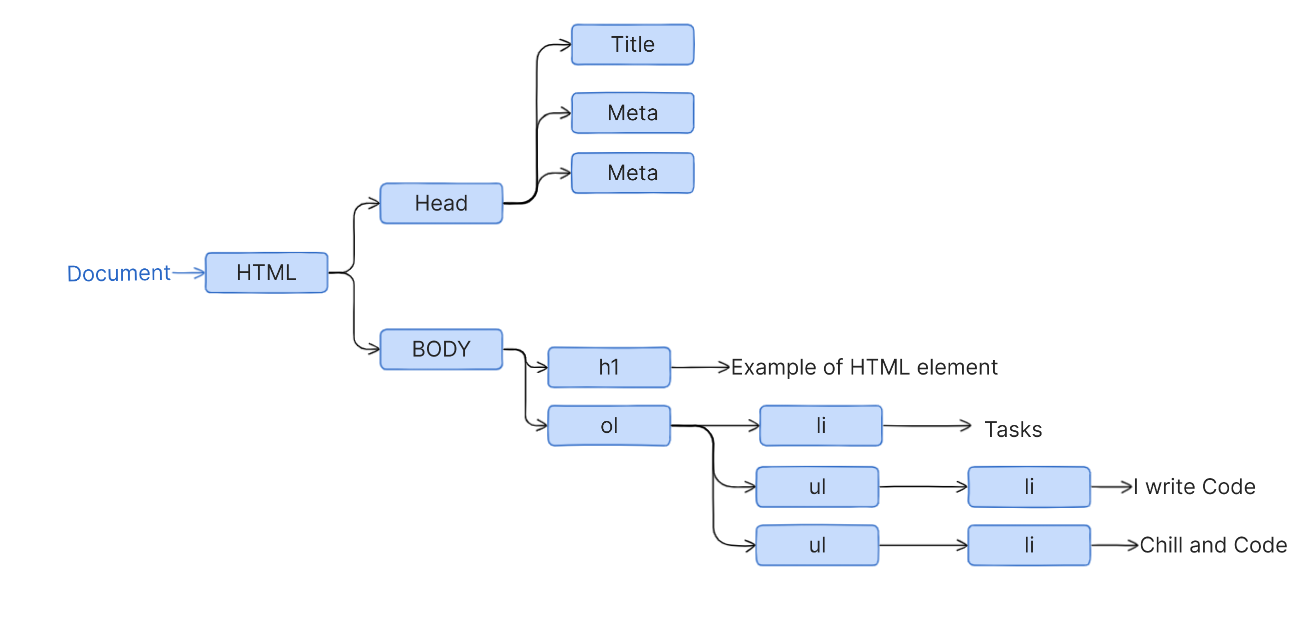 Title
Meta
Meta
Head
Document
HTML
BODY
h1
Example of HTML element
ol
li
Tasks
ul
li
I write Code
ul
li
Chill and Code